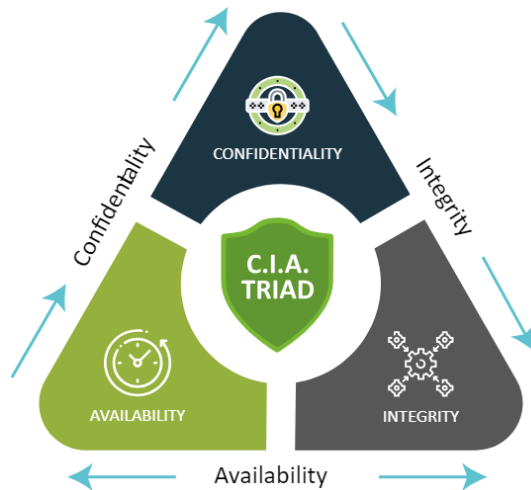 CONFIDENTIALITY
Confidentality
Integrity
C.I.A.
TRIAD
AVAILABILITY
INTEGRITY
Availability